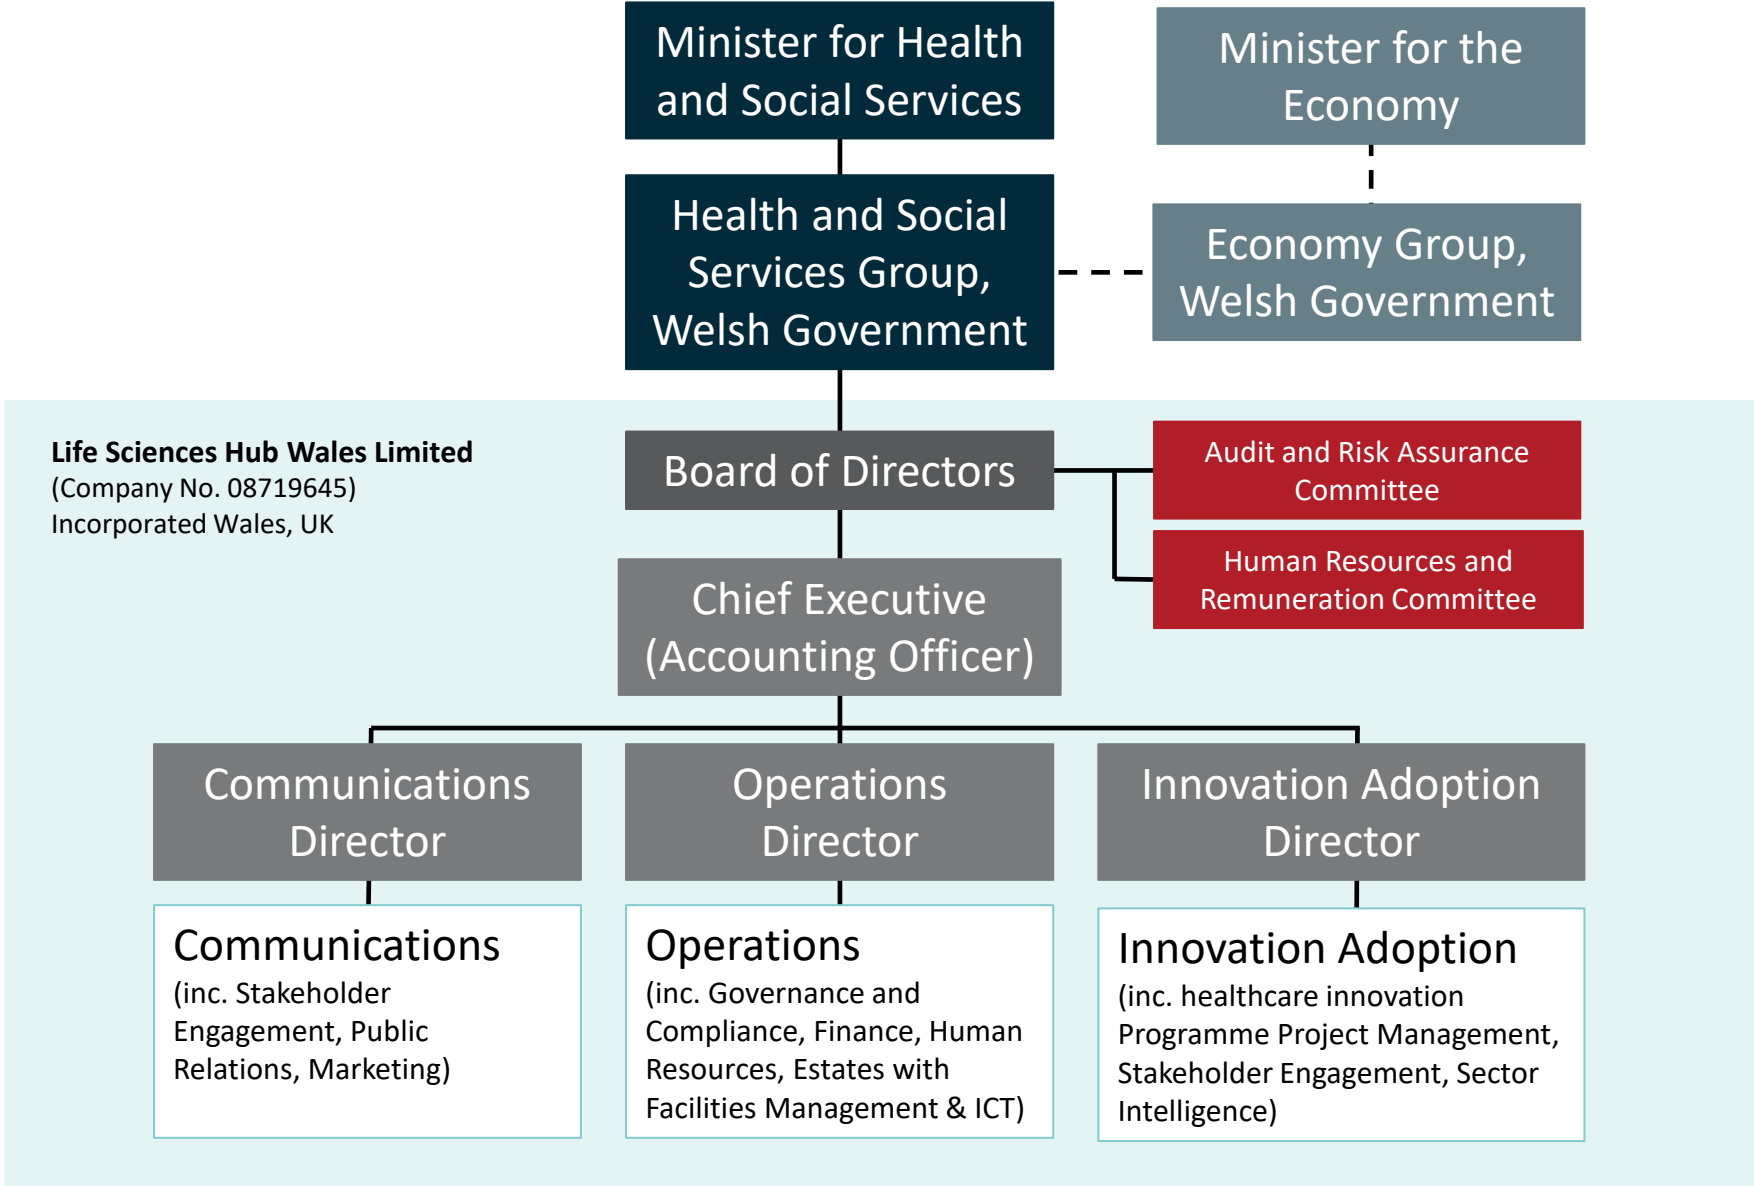 Minister for Health
and Social Services
Minister for the
Economy
Health and Social
Services Group,
Welsh Government
Economy Group,
Welsh Government
Life Sciences Hub Wales Limited
(Company No. 08719645)
Incorporated Wales, UK
Board of Directors
Audit and Risk Assurance
Committee
Human Resources and
Remuneration Committee
Chief Executive
(Accounting Officer)
Communications
Director
Operations
Director
Innovation Adoption
Director
Communications
(inc. Stakeholder
Engagement, Public
Relations, Marketing)
Operations
(inc. Governance and
Compliance, Finance, Human
Resources, Estates with
Facilities Management & ICT)
Innovation Adoption
(inc. healthcare innovation
Programme Project Management,
Stakeholder Engagement, Sector
Intelligence)